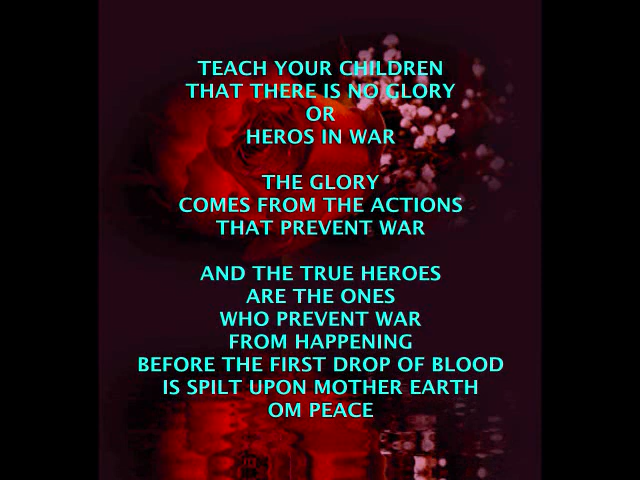 TEACH YOUR CHILDREN
THAT THERE IS NO GLORY
OR
HEROS IN WAR
THE GLORY
COMES FROM THE ACTIONS
THAT PREVENT WAR
AND THE TRUE HEROES
ARE THE ONES
WHO PREVENT WAR
FROM HAPPENING
BEFORE THE FIRST DROP OF BLOOD
IS SPILT UPON MOTHER EARTH
OM PEACE